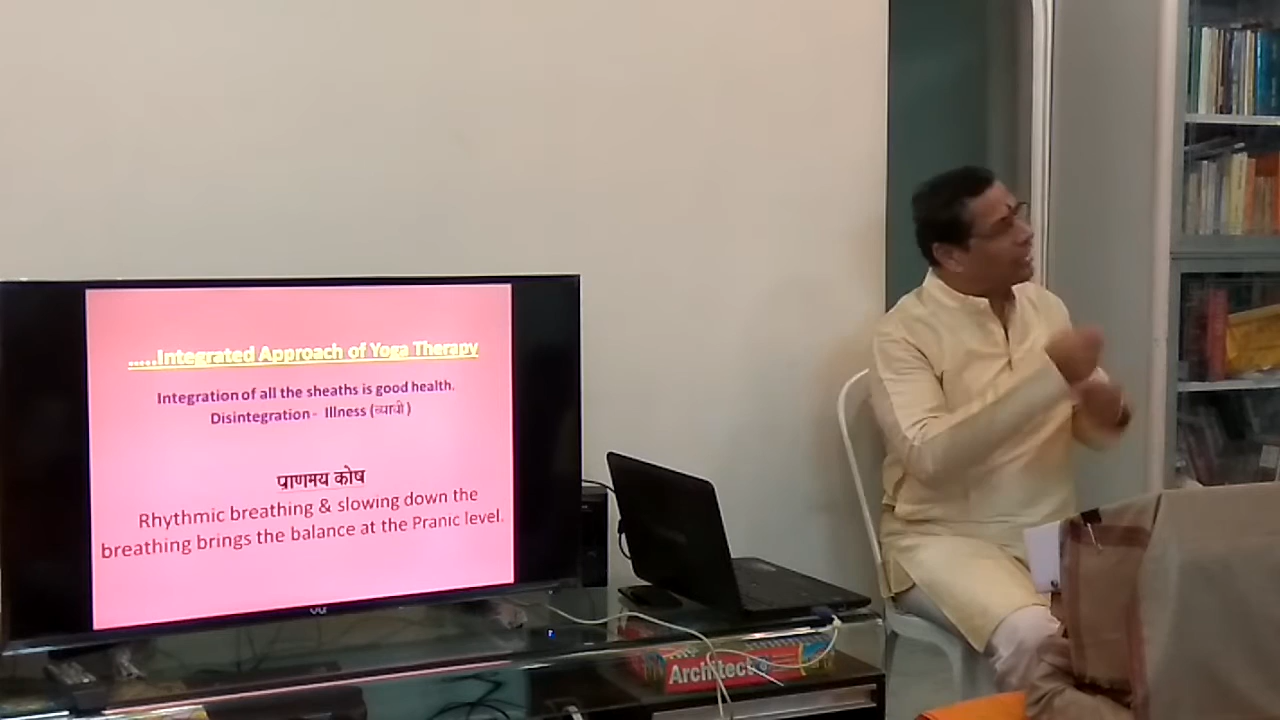 .....Integrated Approach of Yoga Therapy
Integration of all the sheaths is good health.
Disintegration - Illness (व्याधी)
प्राणमय कोष
Rhythmic breathing & slowing down the
breathing brings the balance at the Pranic level.
Architect